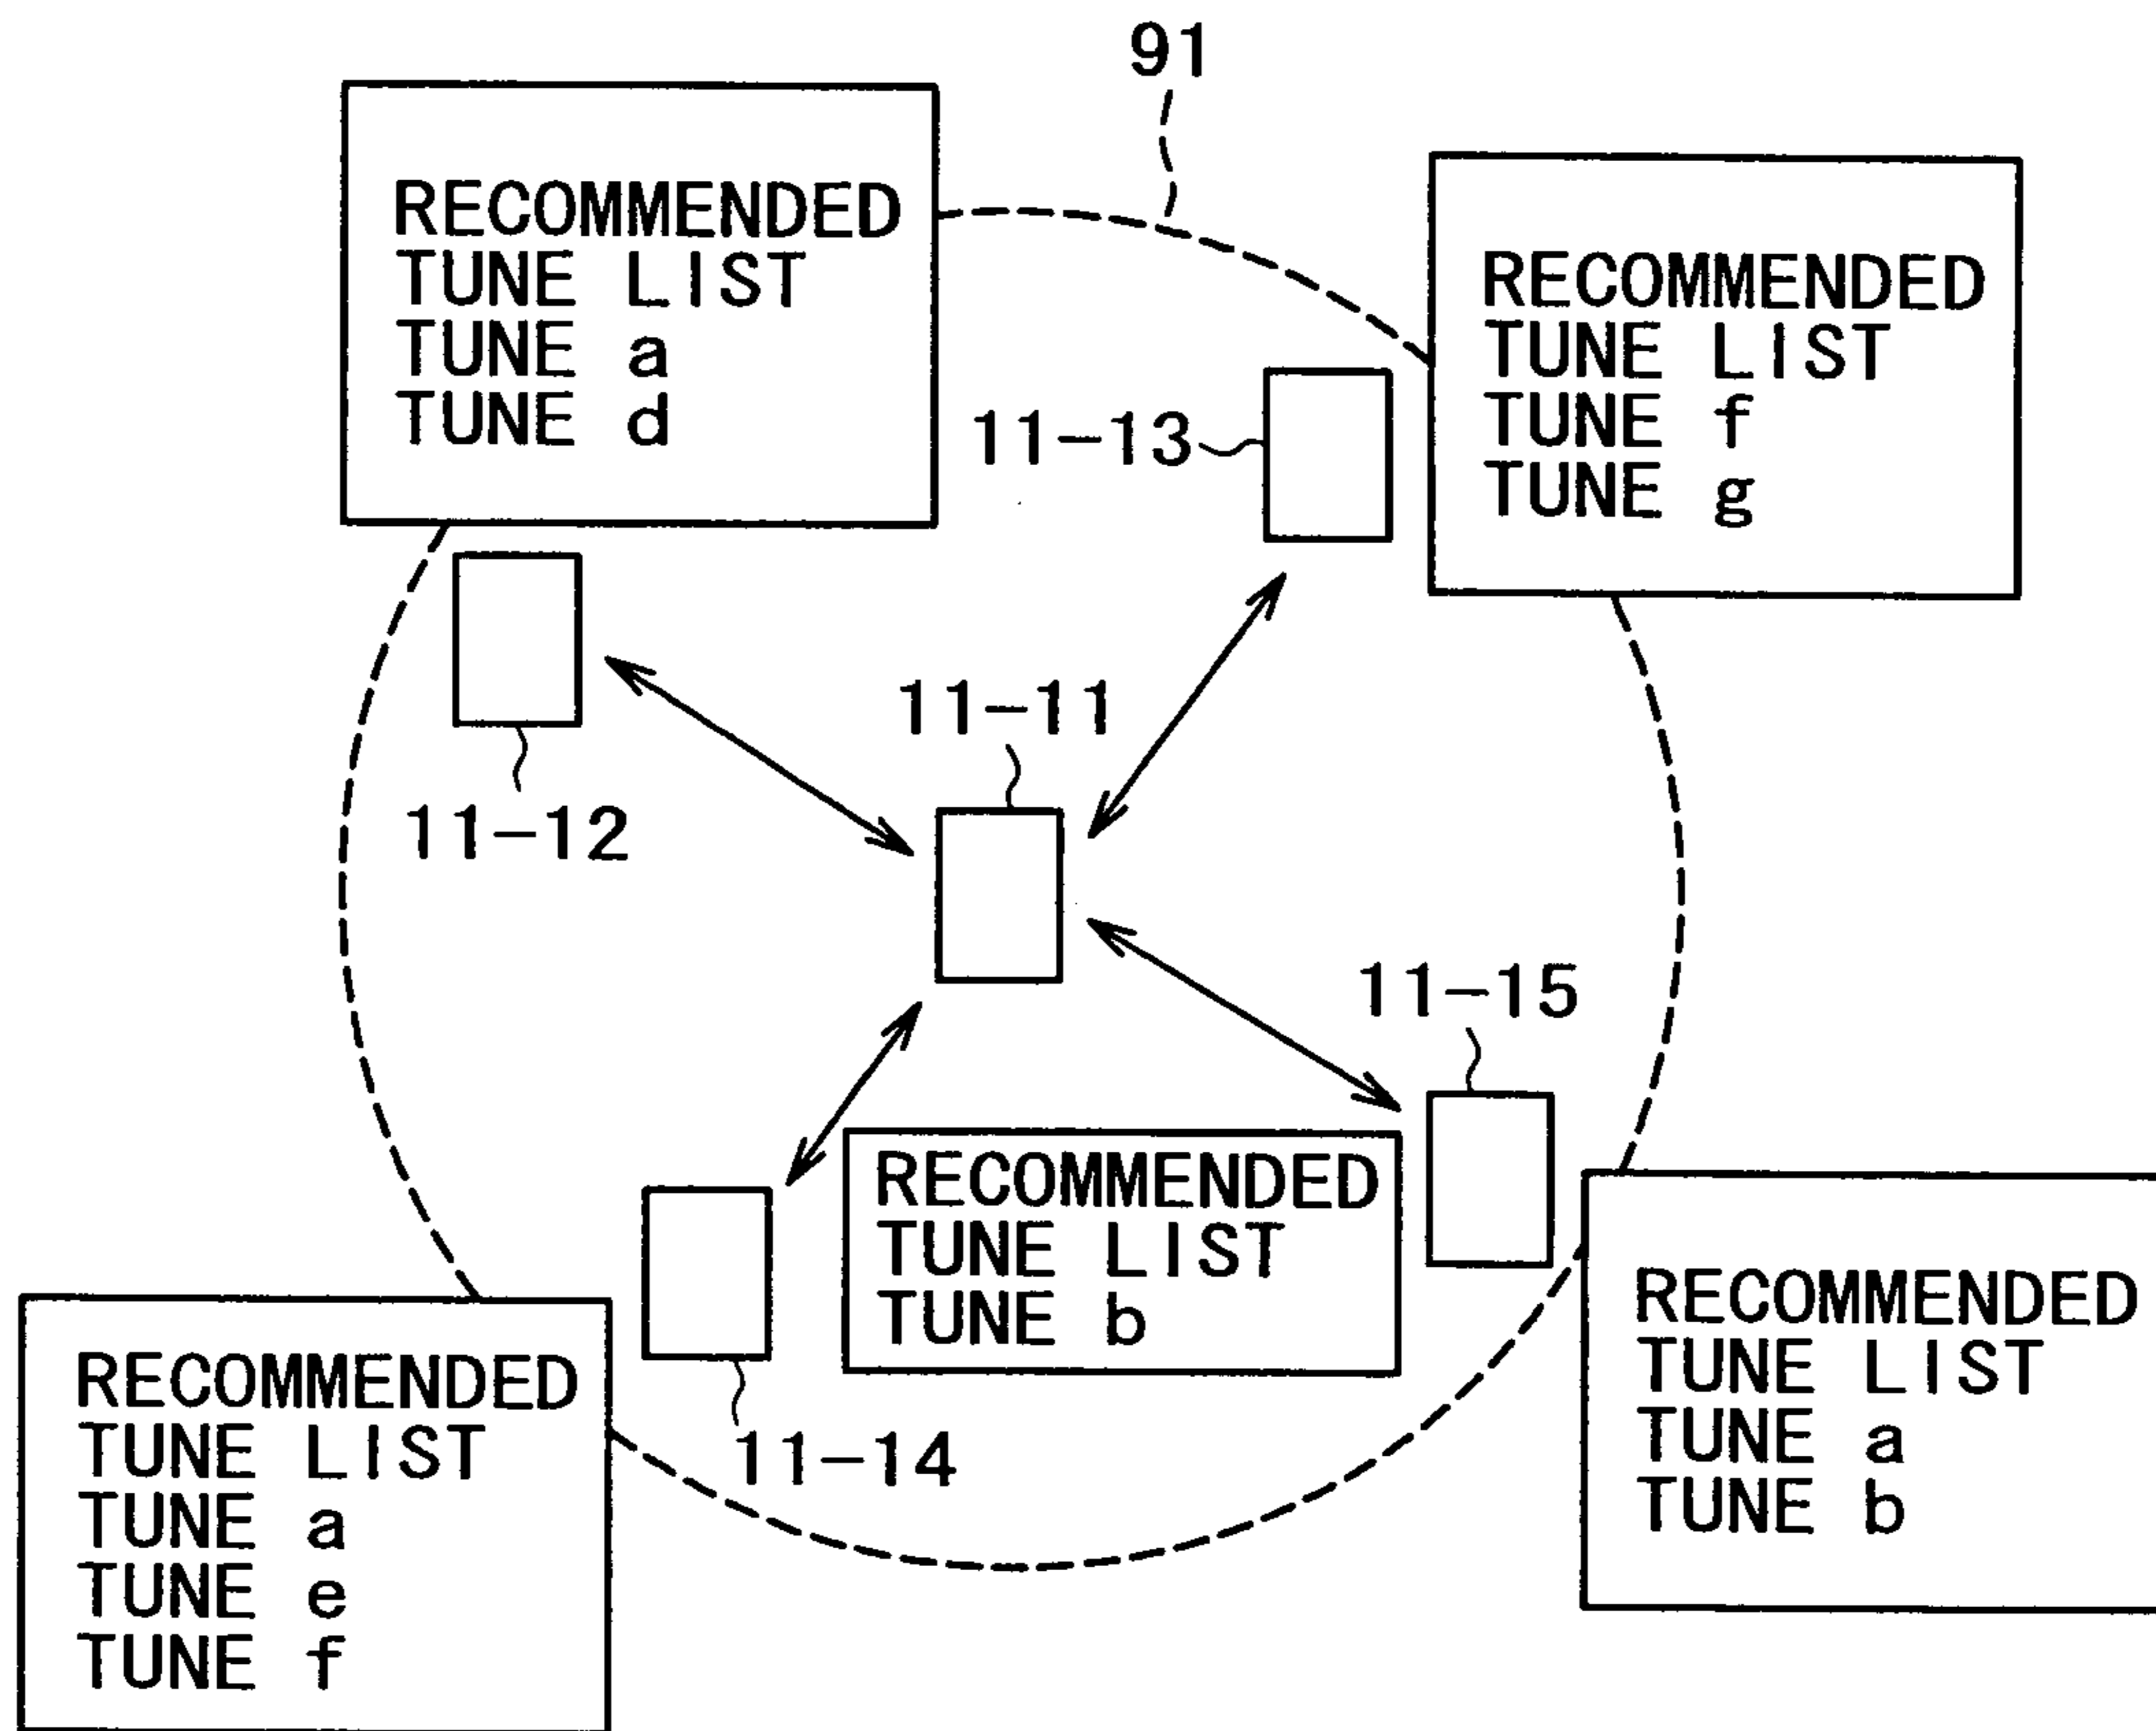 91
RECOMMENDED
TUNE LIST
TUNE a
TUNE d
RECOMMENDED
TUNE LIST
TUNE f
TUNE g
11-13
11-11
11-12
11-15
RECOMMENDED
TUNE LIST
TUNE b
RECOMMENDED
TUNE LIST
TUNE a
TUNE b
RECOMMENDED
TUNE LIST
TUNE a
TUNE e
TUNE f
11-14